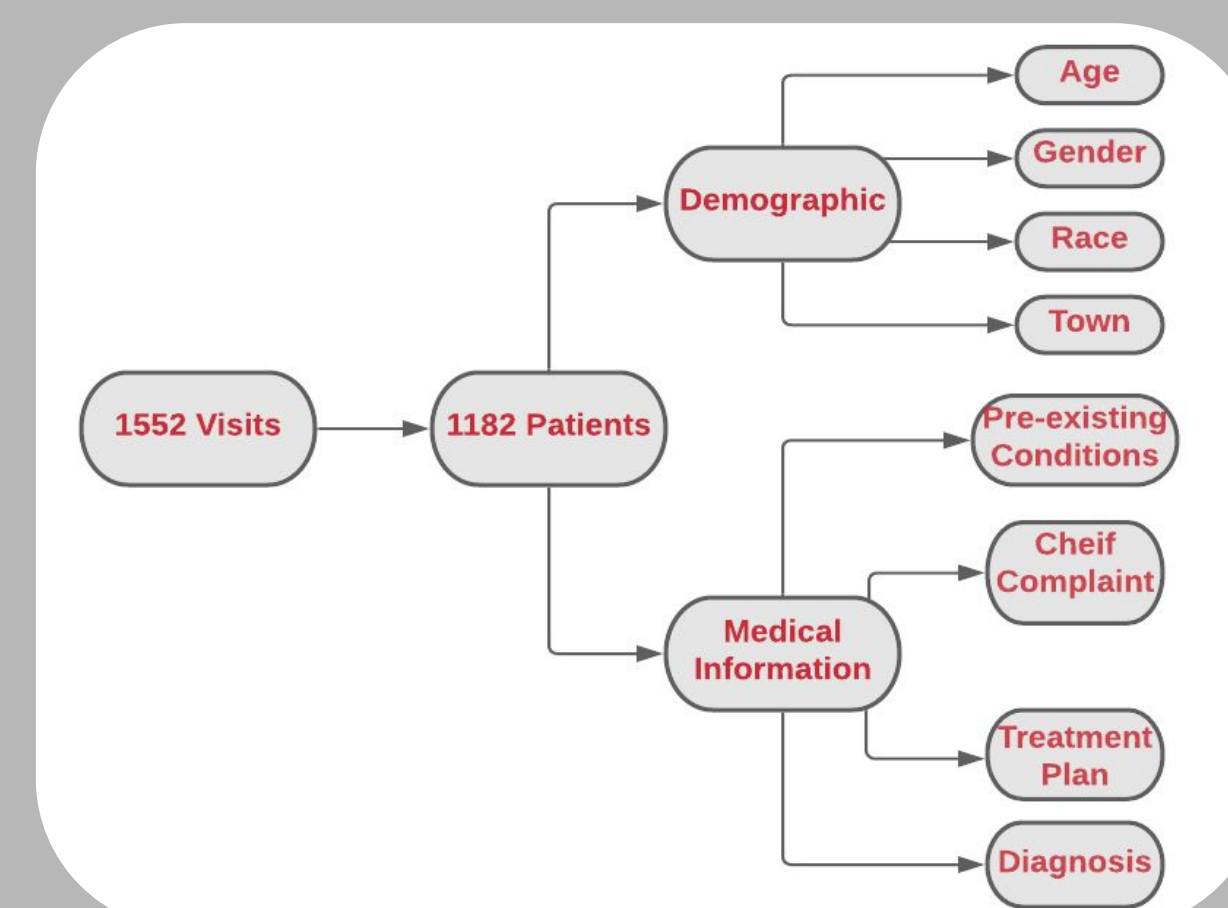 Age
Gender
Demographic
Race
Town
1552 Visits
1182 Patients
Pre-existing
Conditions
Cheif
Complaint
Medical
Information
Treatment
Plan
Diagnosis